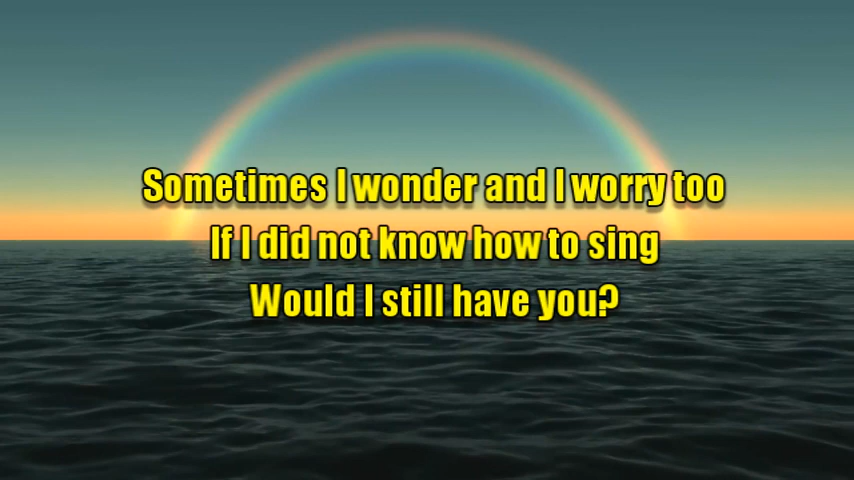 Sometimes I wonder and I worry too
If I did not know how to sing
Would I still have you?